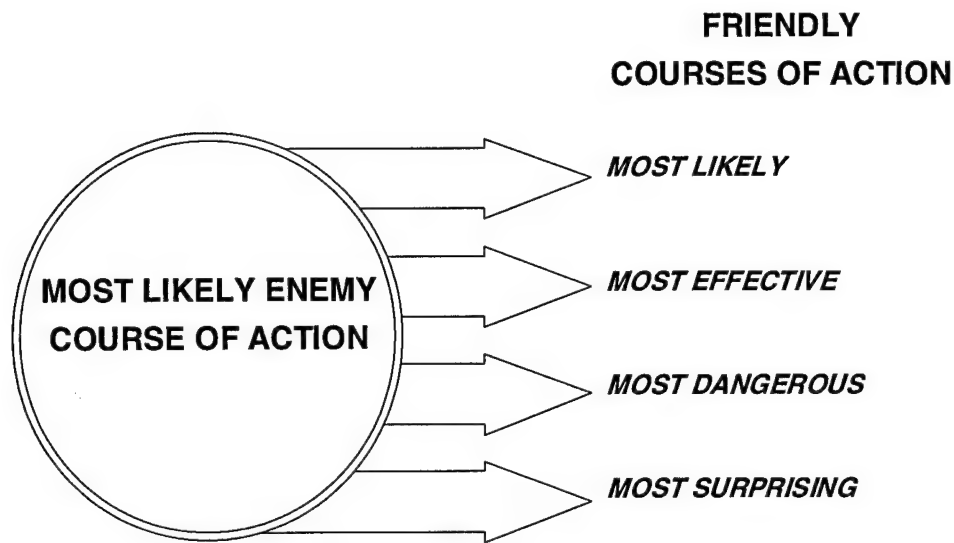 FRIENDLY
COURSES OF ACTION
MOST LIKELY
MOST EFFECTIVE
MOST LIKELY ENEMY
COURSE OF ACTION
MOST DANGEROUS
MOST SURPRISING